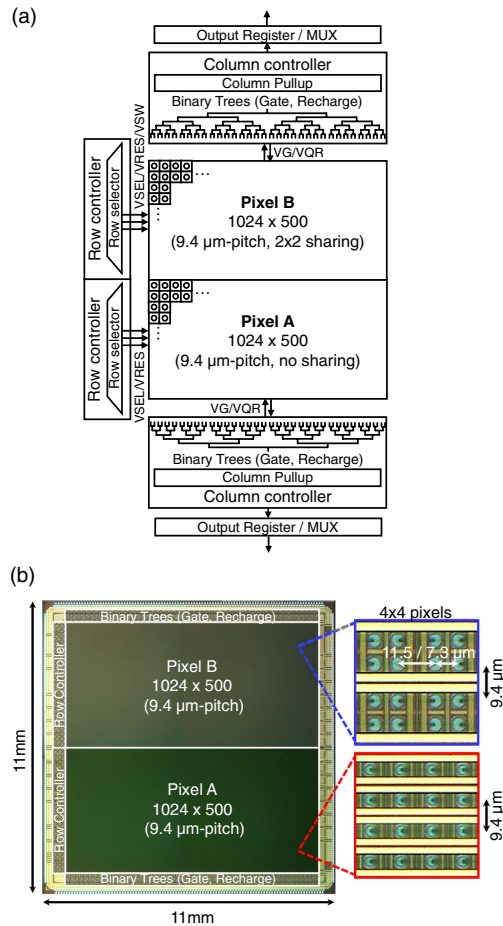 (a)
Output Register / MUX
Column controller
Column Pullup
Binary Trees (Gate, Recharge)
VG/VQR
VSEL/VRES/VSW
Row controller
Row selector
Pixel B
1024 x 500
(9.4 µm-pitch, 2x2 sharing)
Row controller
Row selector
VSEL/VRES
Pixel A
1024 x 500
(9.4 µm-pitch, no sharing)
VG/VQR
Binary Trees (Gate, Recharge)
Column Pullup
Column controller
Output Register / MUX
(b)
4x4 pixels
Binary Trees (Gate, Recharge)
Row Controller
Pixel B
1024 x 500
(9.4 µm-pitch)
11.5 / 7.3 µm
9.4 µm
11mm
Row Controller
Pixel A
1024 x 500
(9.4 µm-pitch)
9.4 µm
Binary Trees (Gate, Recharge)
11mm